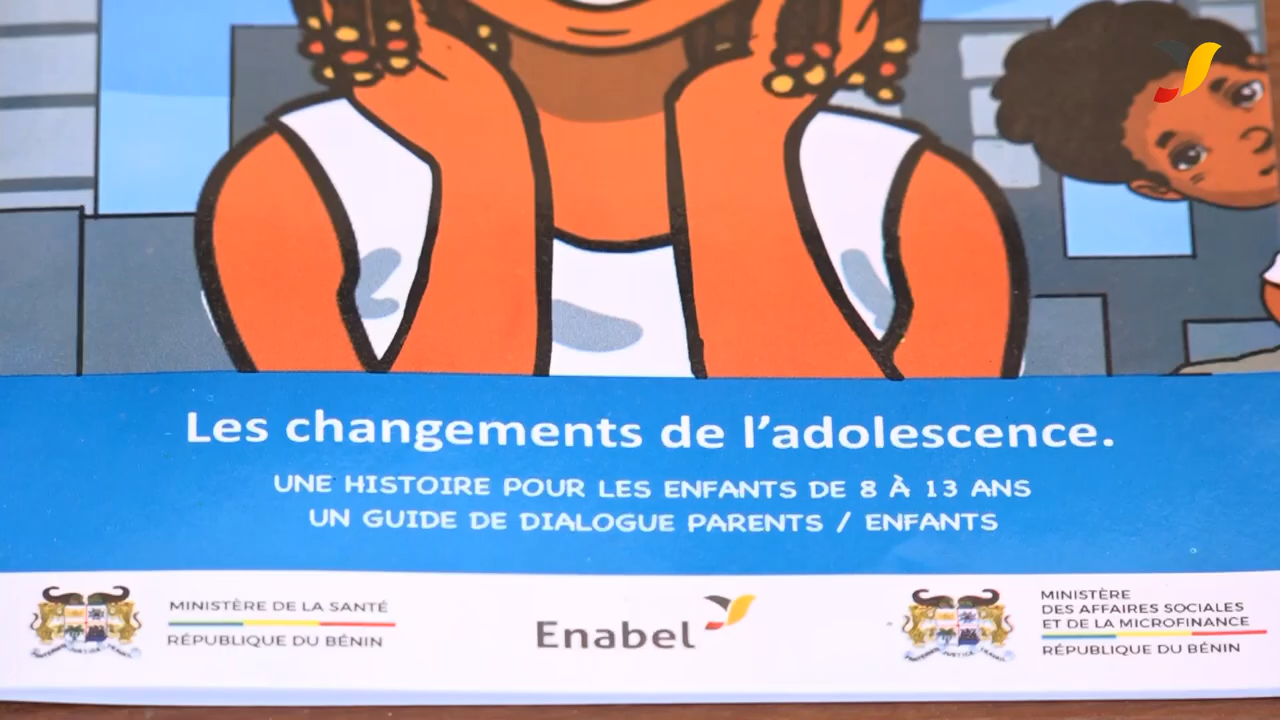 Les changements de l'adolescence.
UNE HISTOIRE POUR LES ENFANTS DE 8 À 13 ANS
UN GUIDE DE DIALOGUE PARENTS / ENFANTS
MINISTÈRE DE LA SANTÉ
RÉPUBLIQUE DU BÉNIN
Enabel
MINISTÈRE
DES AFFAIRES SOCIALES
ET DE LA MICROFINANCE
RÉPUBLIQUE DU BÉNIN